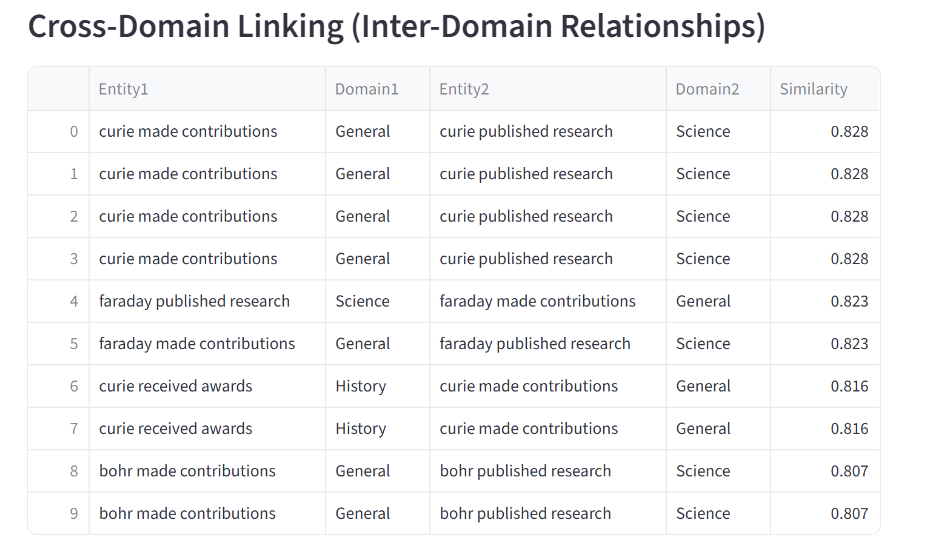 Cross-Domain Linking (Inter-Domain Relationships)
Entity1 Domain1 Entity2 Domain2 Similarity
0 curie made contributions General curie published research Science 0.828
1 curie made contributions General curie published research Science 0.828
2 curie made contributions General curie published research Science 0.828
3 curie made contributions General curie published research Science 0.828
4 faraday published research Science faraday made contributions General 0.823
5 faraday made contributions General faraday published research Science 0.823
6 curie received awards History curie made contributions General 0.816
7 curie received awards History curie made contributions General 0.816
8 bohr made contributions General bohr published research Science 0.807
9 bohr made contributions General bohr published research Science 0.807